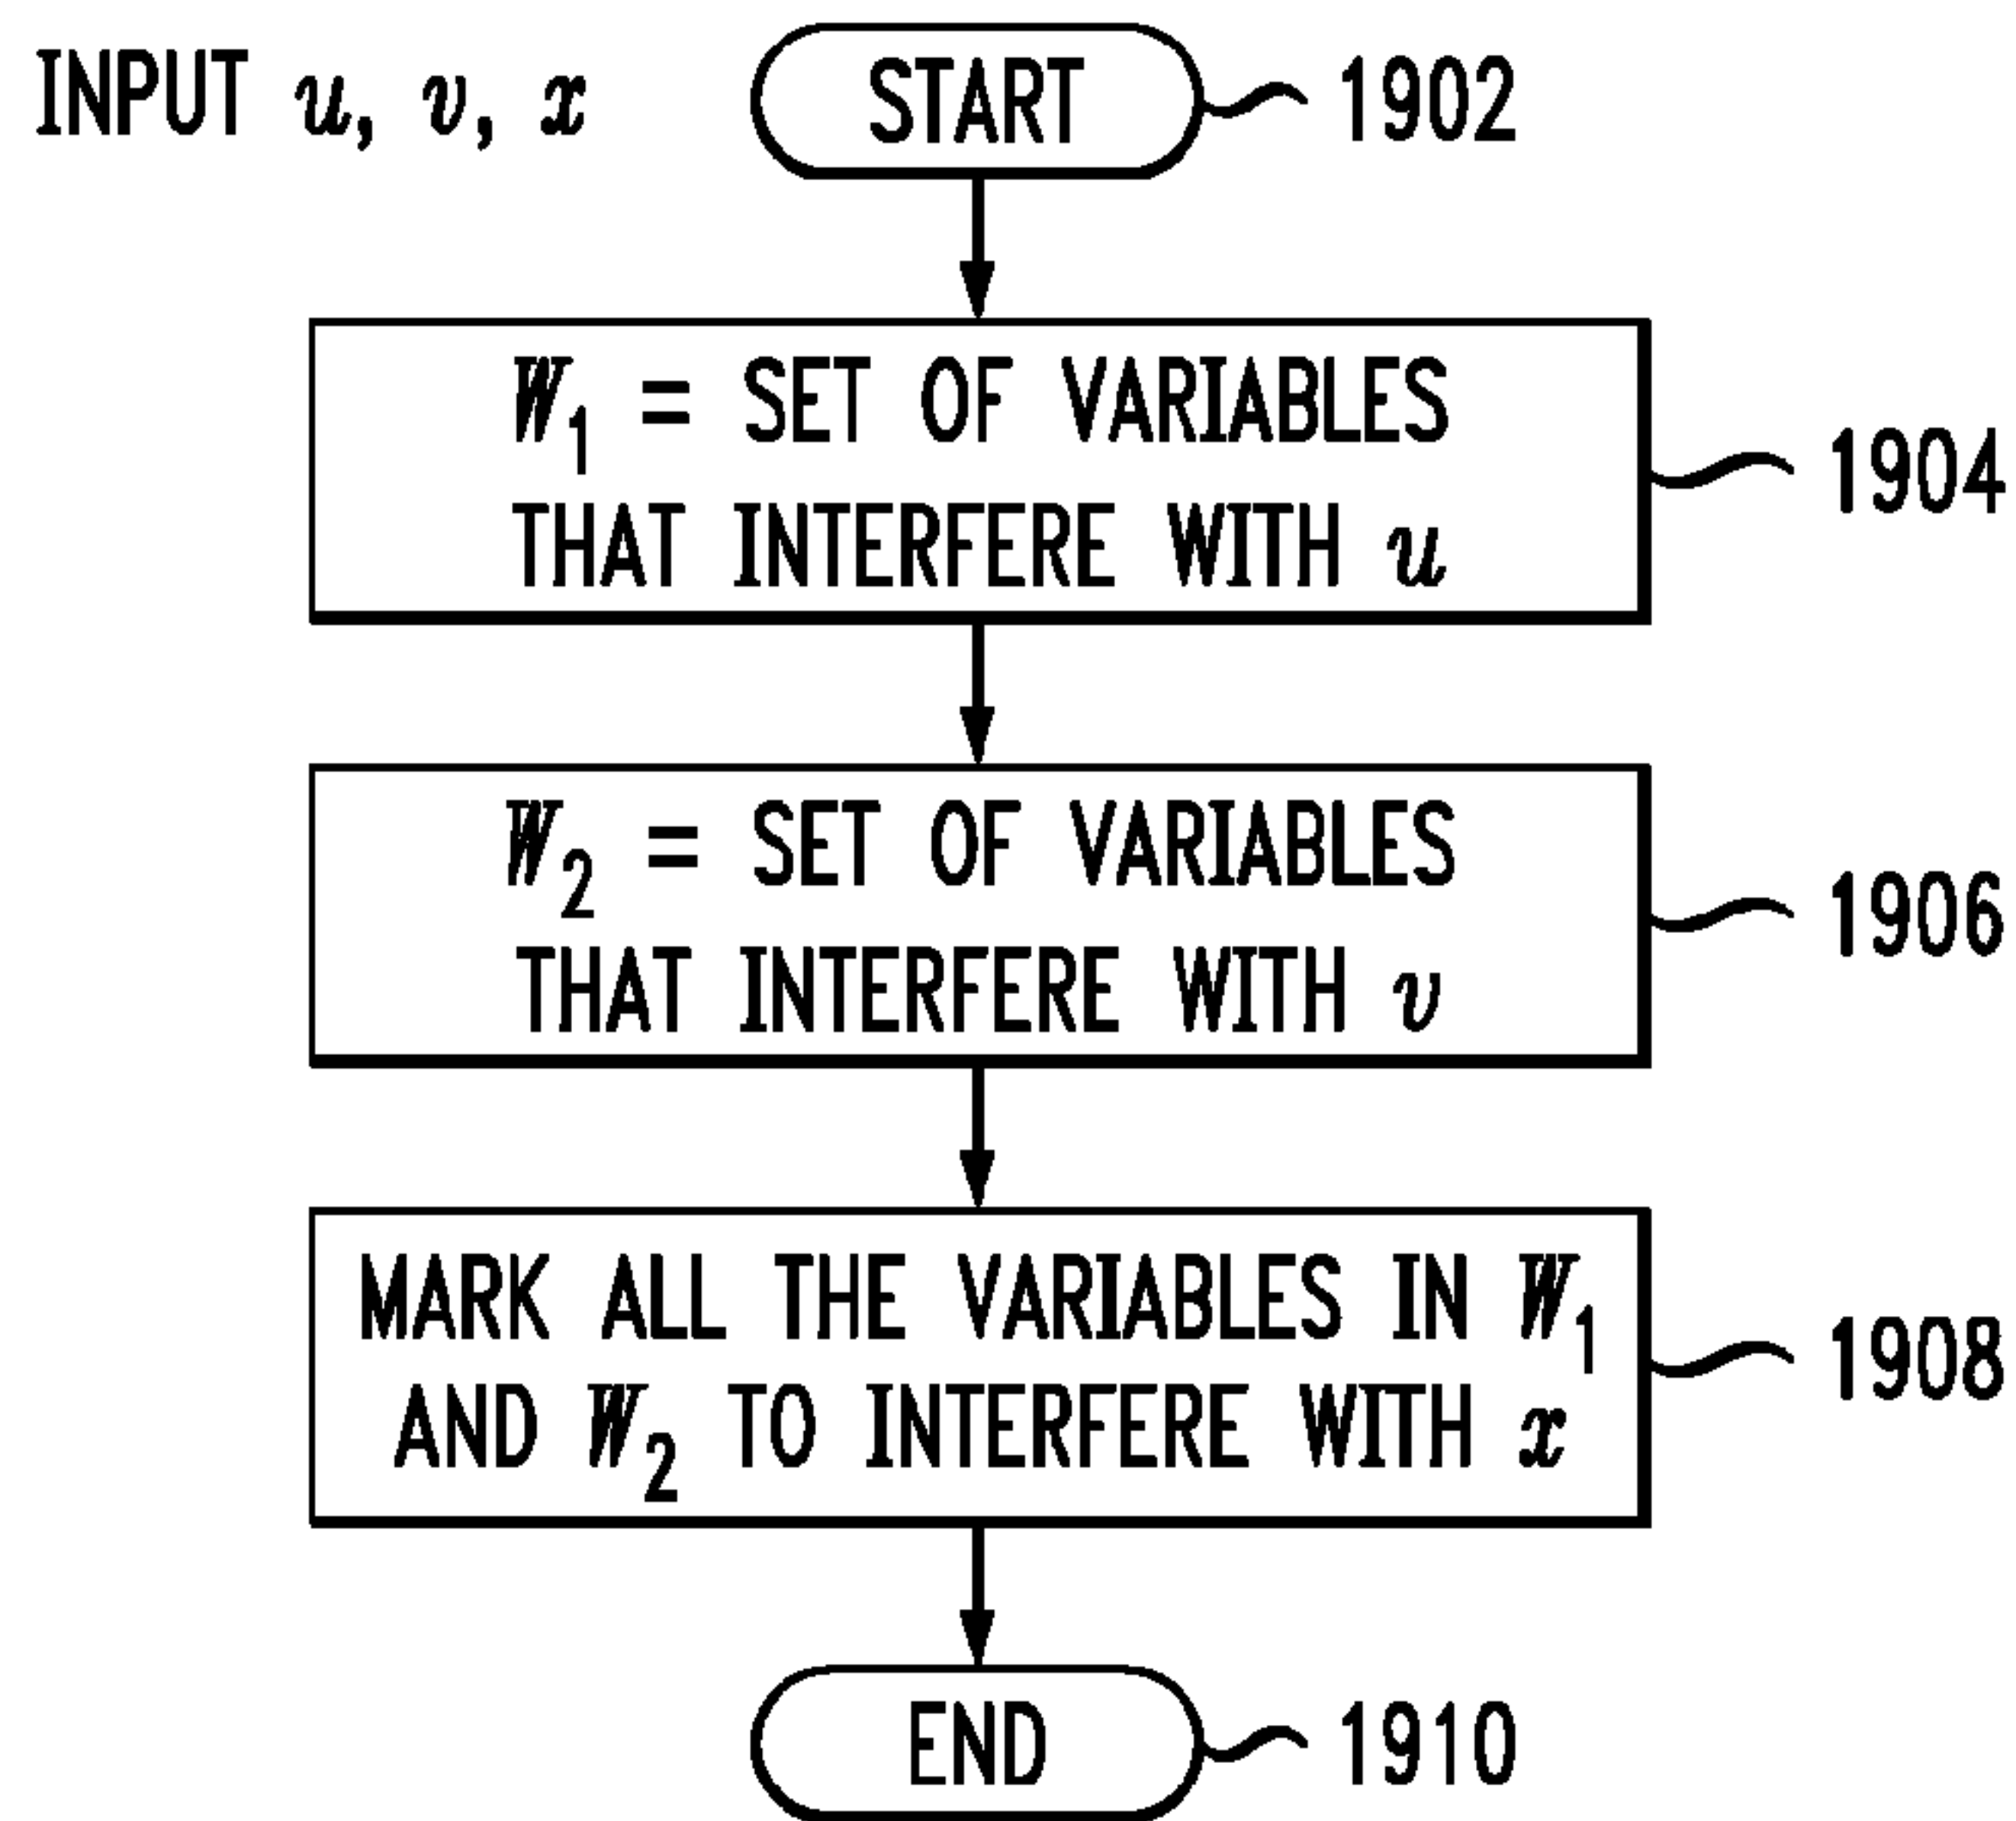 INPUT u, v, x
START
1902
W1 = SET OF VARIABLES
THAT INTERFERE WITH u
1904
W2 = SET OF VARIABLES
THAT INTERFERE WITH v
1906
MARK ALL THE VARIABLES IN W1
AND W2 TO INTERFERE WITH x
1908
END
1910